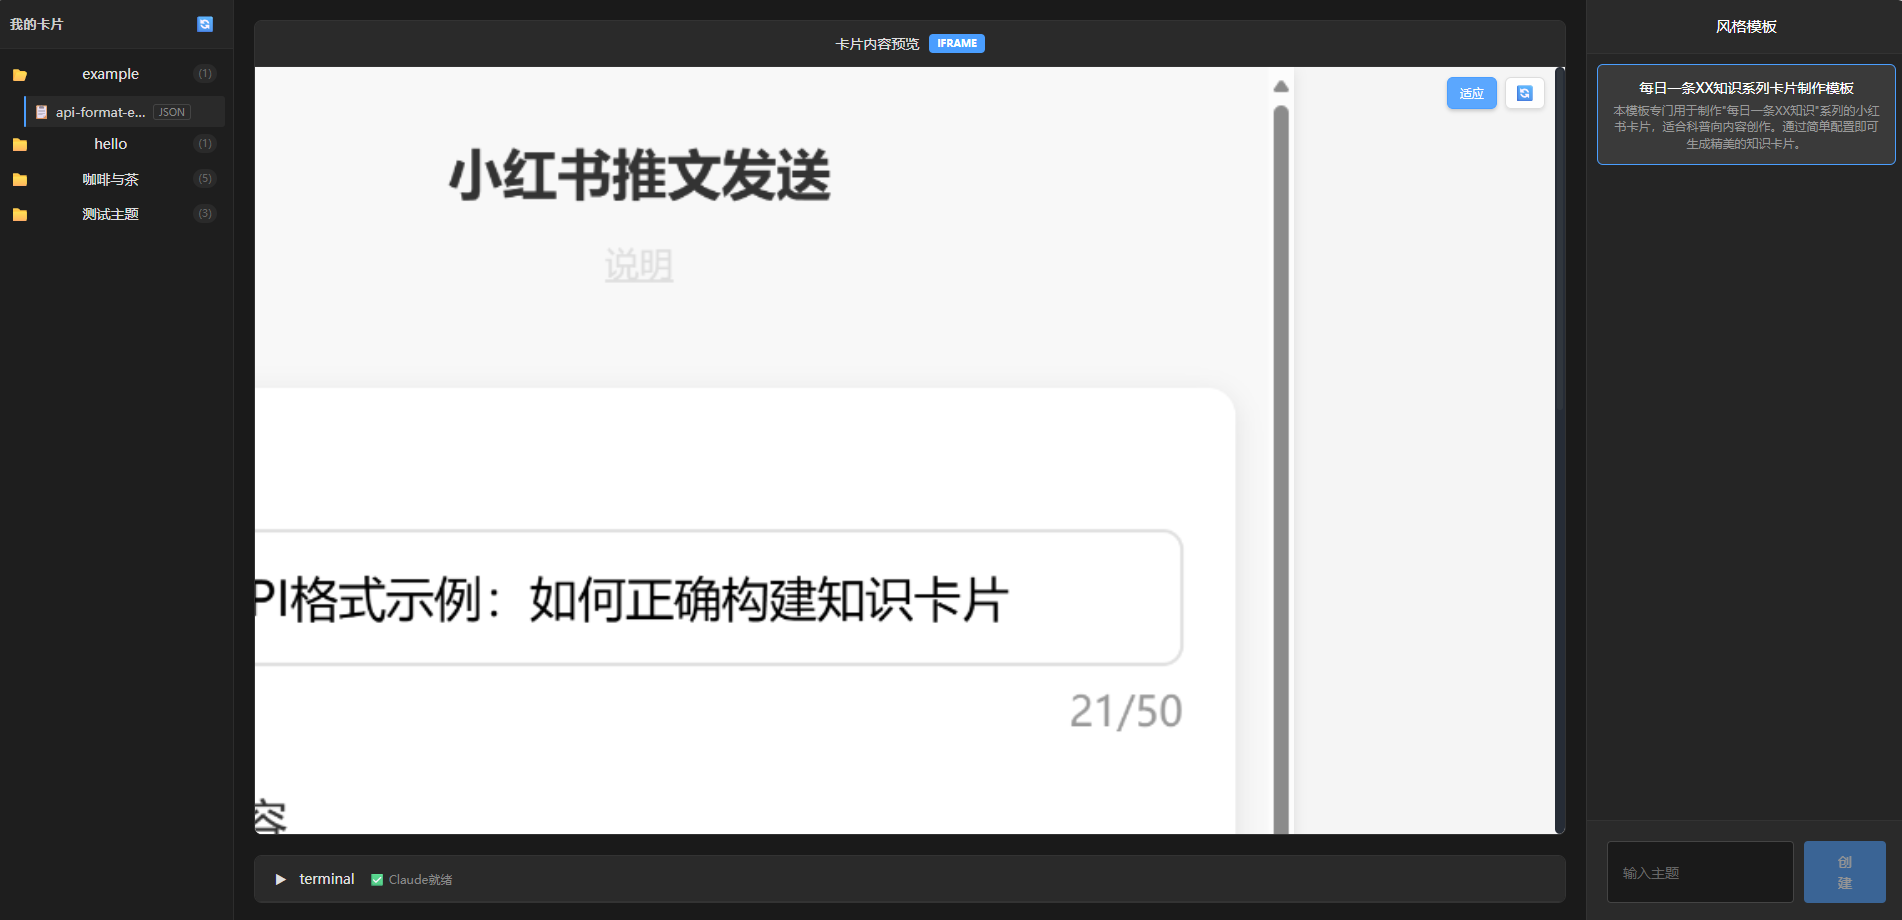 我的卡片
example
(1)
api-format-e...
JSON
hello
(1)
咖啡与茶
(5)
测试主题
(3)
卡片内容预览
IFRAME
适应
小红书推文发送
说明
PI格式示例：如何正确构建知识卡片
21/50
容
terminal
Claude就绪
风格模板
每日一条XX知识系列卡片制作模板
本模板专门用于制作"每日一条XX知识"系列的小红
书卡片，适合科普向内容创作。通过简单配置即可
生成精美的知识卡片。
输入主题
创
建